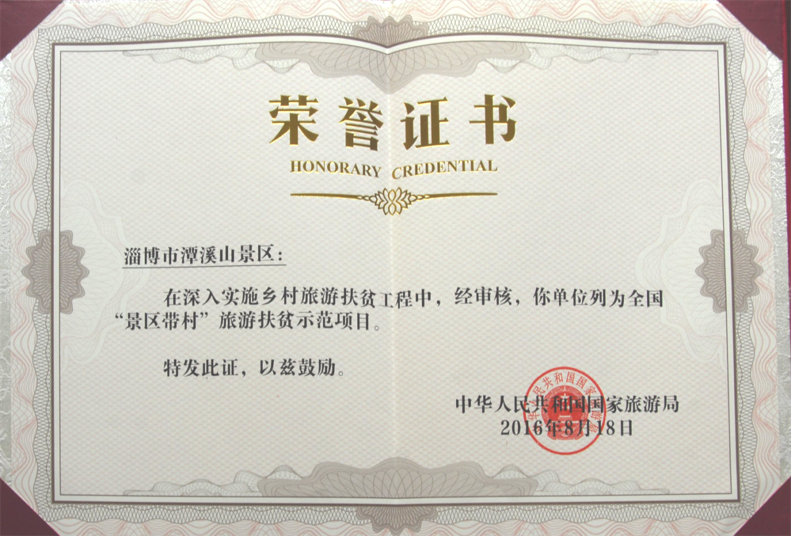 荣誉证书
HONORARY CREDENTIAL
淄博市潭溪山景区：
在深入实施乡村旅游扶贫工程中，经审核，你单位列为全国
“景区带村”旅游扶贫示范项目。
特发此证，以兹鼓励。
中华人民共和国国家旅游局
2016年8月18日